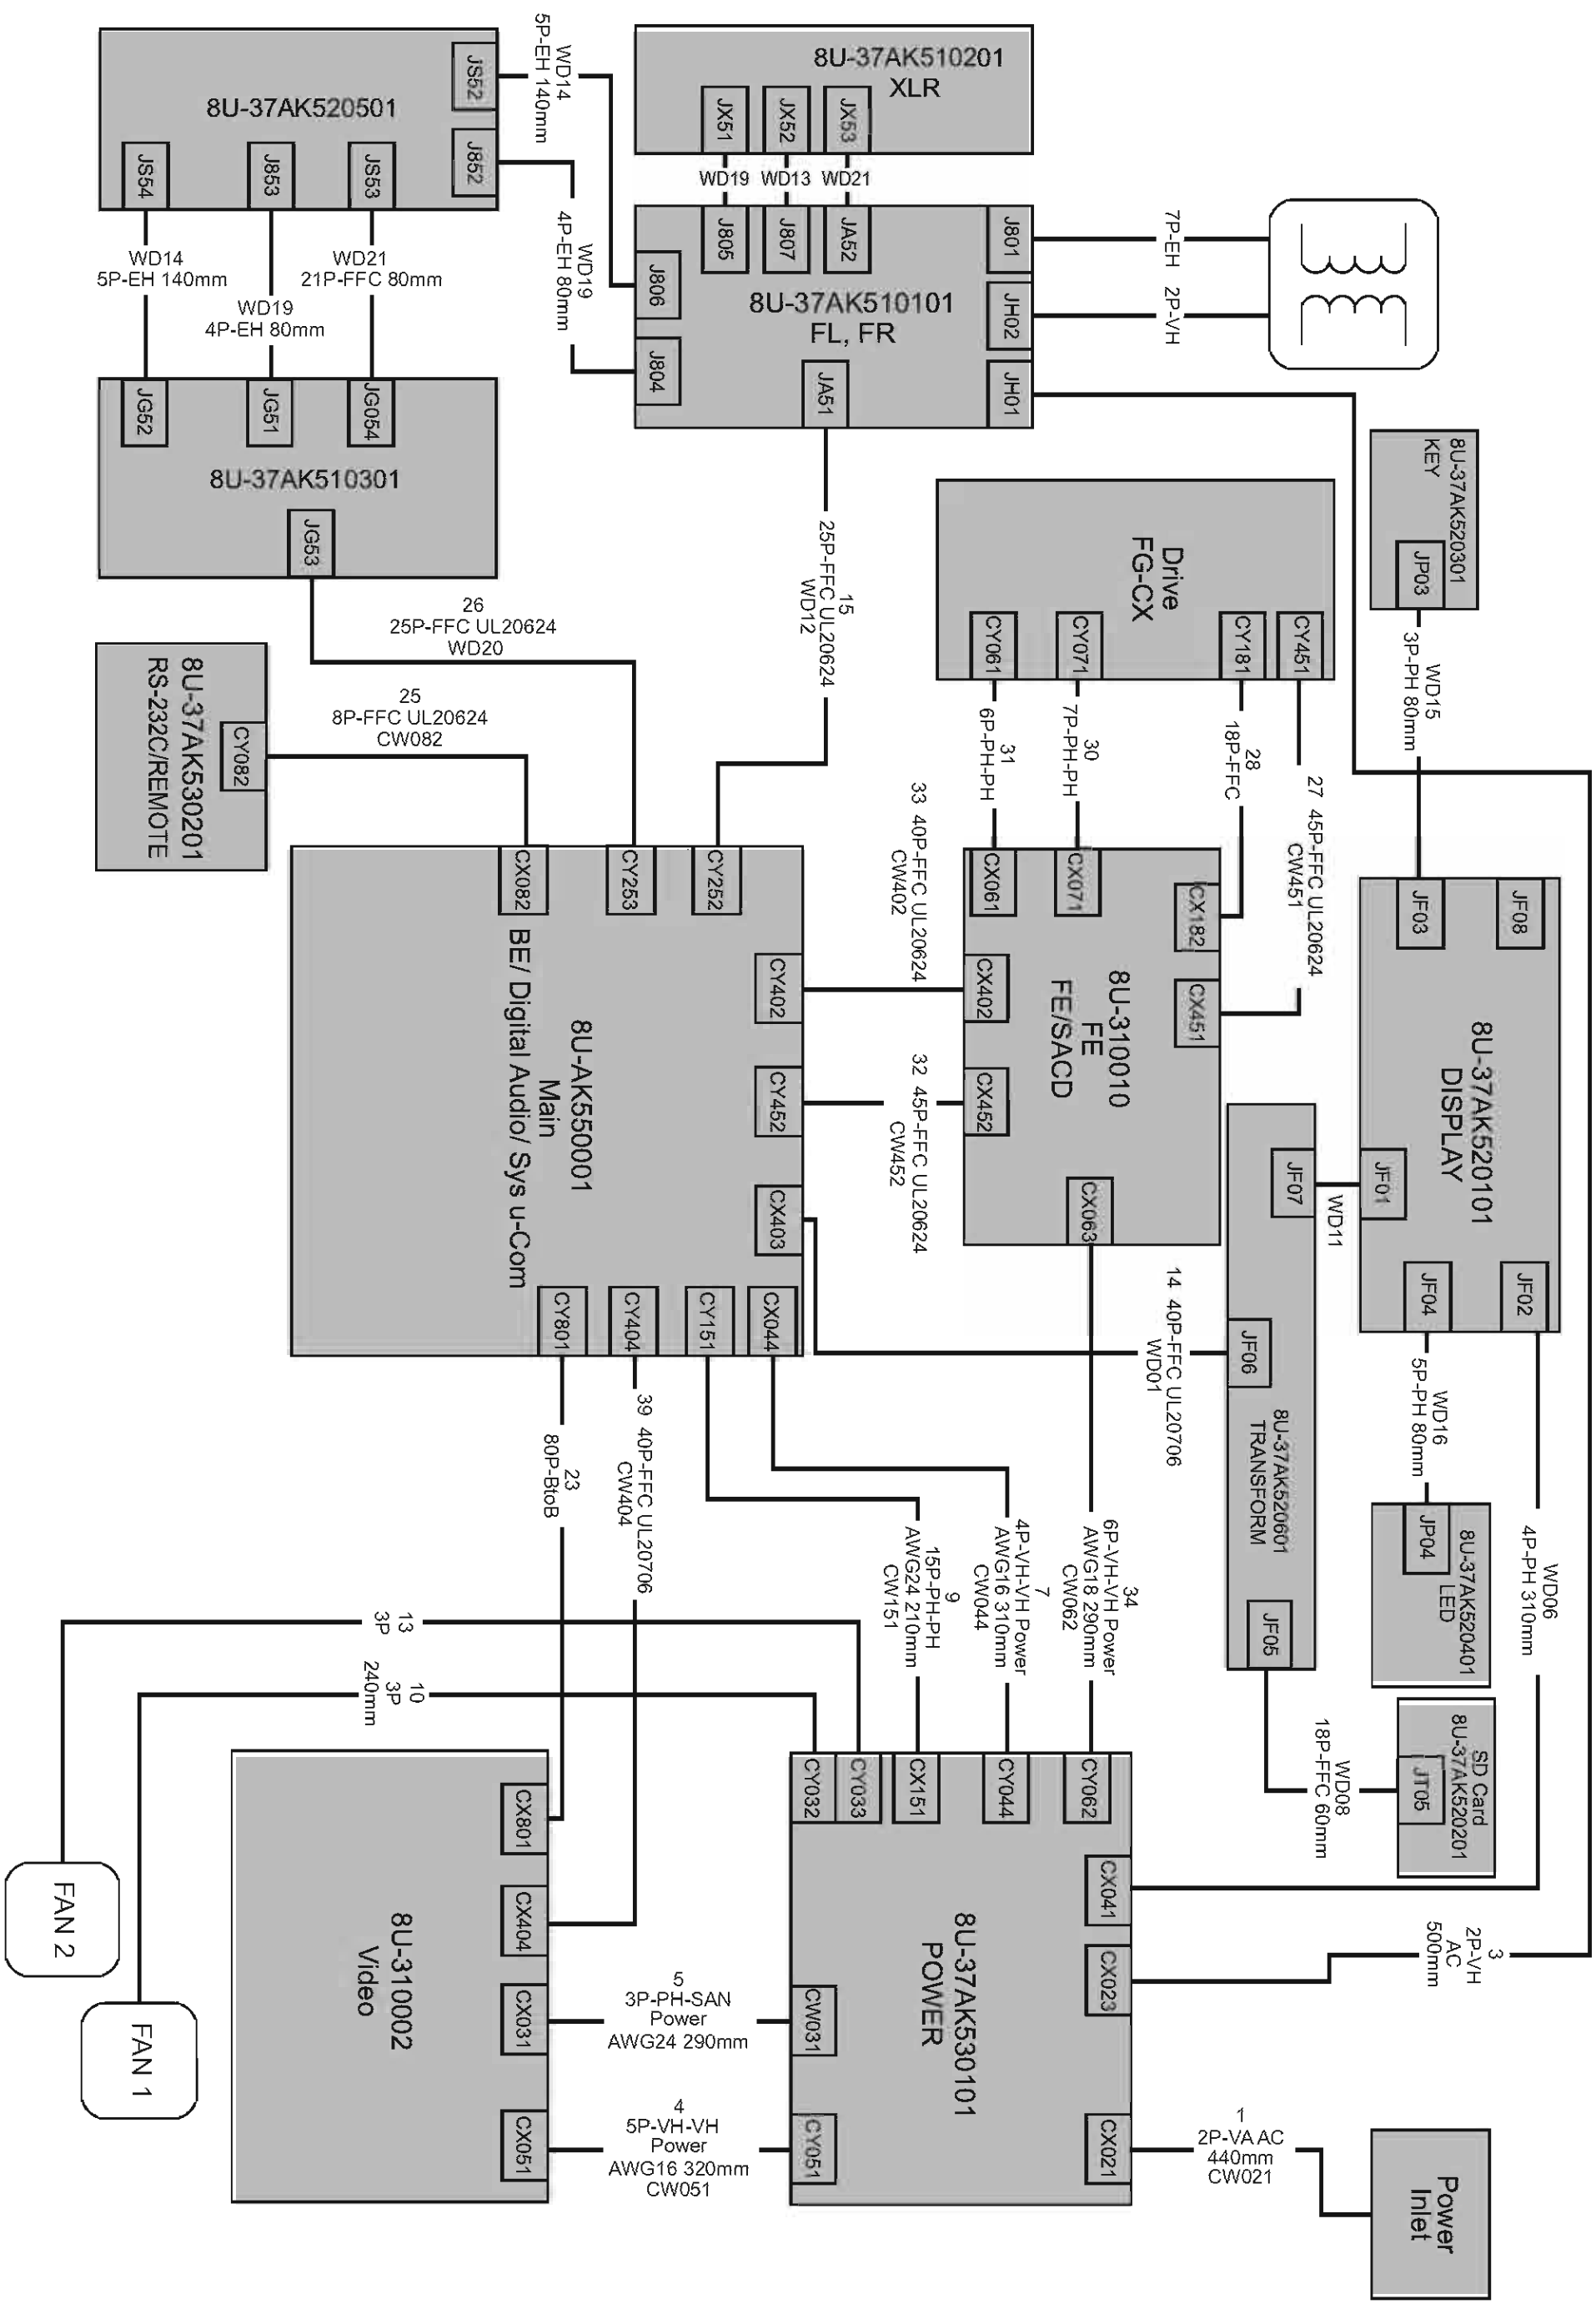 8U-37AK520501
JS52
J852
JS54
J853
JS53
WD14
5P-EH 140mm
WD19
4P-EH 80mm
8U-37AK510201
XLR
JX51
JX52
JX53
WD19
WD13
WD21
J805
J807
JA52
J801
JH02
JH01
J806
J804
JA51
8U-37AK510101
FL, FR
7P-EH
2P-VH
WD14
5P-EH 140mm
WD19
4P-EH 80mm
WD21
21P-FFC 80mm
JG52
JG51
JG054
8U-37AK510301
JG53
26
25P-FFC UL20624
WD20
15
25P-FFC UL20624
WD12
8U-37AK530201
RS-232C/REMOTE
CY082
25
8P-FFC UL20624
CW082
Drive
FG-CX
CY061
CY071
CY181
CY451
31
6P-PH-PH
30
7P-PH-PH
28
18P-FFC
27 45P-FFC UL20624
CW451
8U-37AK520301
KEY
JP03
WD15
3P-PH 80mm
8U-AK550001
Main
BE/ Digital Audio/ Sys u-Com
CX082
CY253
CY252
CY402
CY452
CX403
CX044
CY151
CY404
CY801
33 40P-FFC UL20624
CW402
32 45P-FFC UL20624
CW452
8U-310010
FE
FE/SACD
CX061
CX071
CX182
CX451
CX402
CX452
CX063
14 40P-FFC UL20706
WD01
8U-37AK520101
DISPLAY
JF03
JF08
JF01
JF04
JF02
WD11
JF07
JF06
JF05
8U-37AK520601
TRANSFORM
WD16
5P-PH 80mm
8U-37AK520401
LED
JP04
WD06
4P-PH 310mm
SD Card
8U-37AK520201
JT05
WD08
18P-FFC 60mm
23
80P-BtoB
39 40P-FFC UL20706
CW404
9
15P-PH-PH
AWG24 210mm
CW151
7
4P-VH-VH Power
AWG16 310mm
CW044
34
6P-VH-VH Power
AWG18 290mm
CW062
13
3P
10
3P
240mm
FAN 2
FAN 1
8U-310002
Video
CX801
CX404
CX031
CX051
5
3P-PH-SAN
Power
AWG24 290mm
4
5P-VH-VH
Power
AWG16 320mm
CW051
8U-37AK530101
POWER
CY032
CY033
CX151
CY044
CY062
CX041
CX023
CX021
CW031
CY051
3
2P-VH
AC
500mm
1
2P-VA AC
440mm
CW021
Power
Inlet